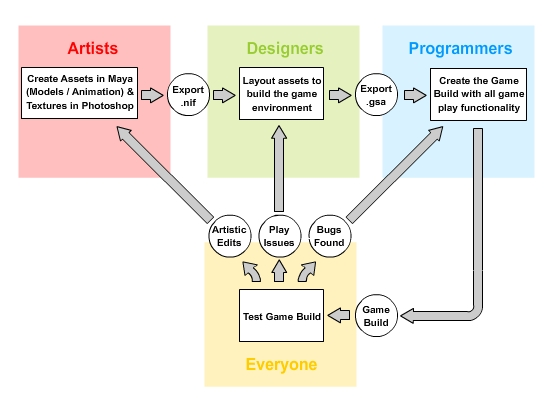 Artists
Designers
Programmers
Create Assets in Maya
(Models / Animation) &
Textures in Photoshop
Export
.nif
Layout assets to
build the game
environment
Export
.gsa
Create the Game
Build with all game
play functionality
Artistic
Edits
Play
Issues
Bugs
Found
Test Game Build
Game
Build
Everyone